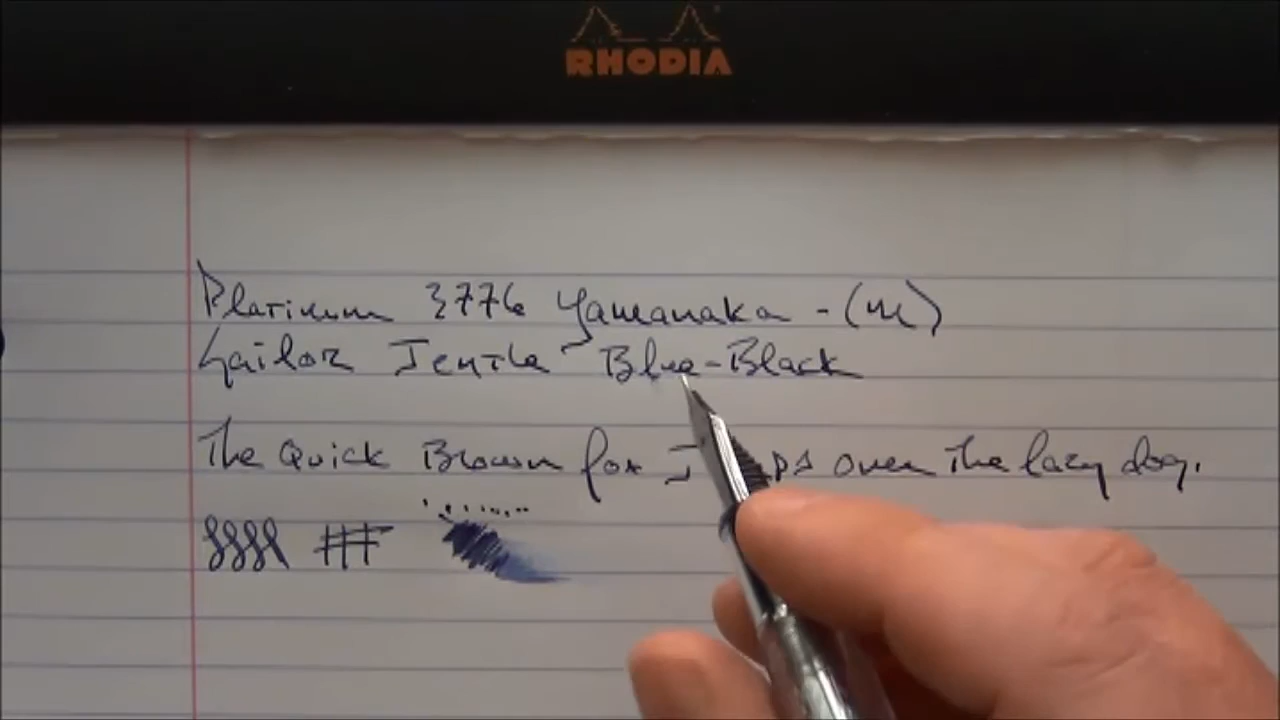 RHODIA
Platinum 3776 Yamanaka - (M)
Sailor Jentle Blue-Black
The Quick Brown fox over the lazy dog.